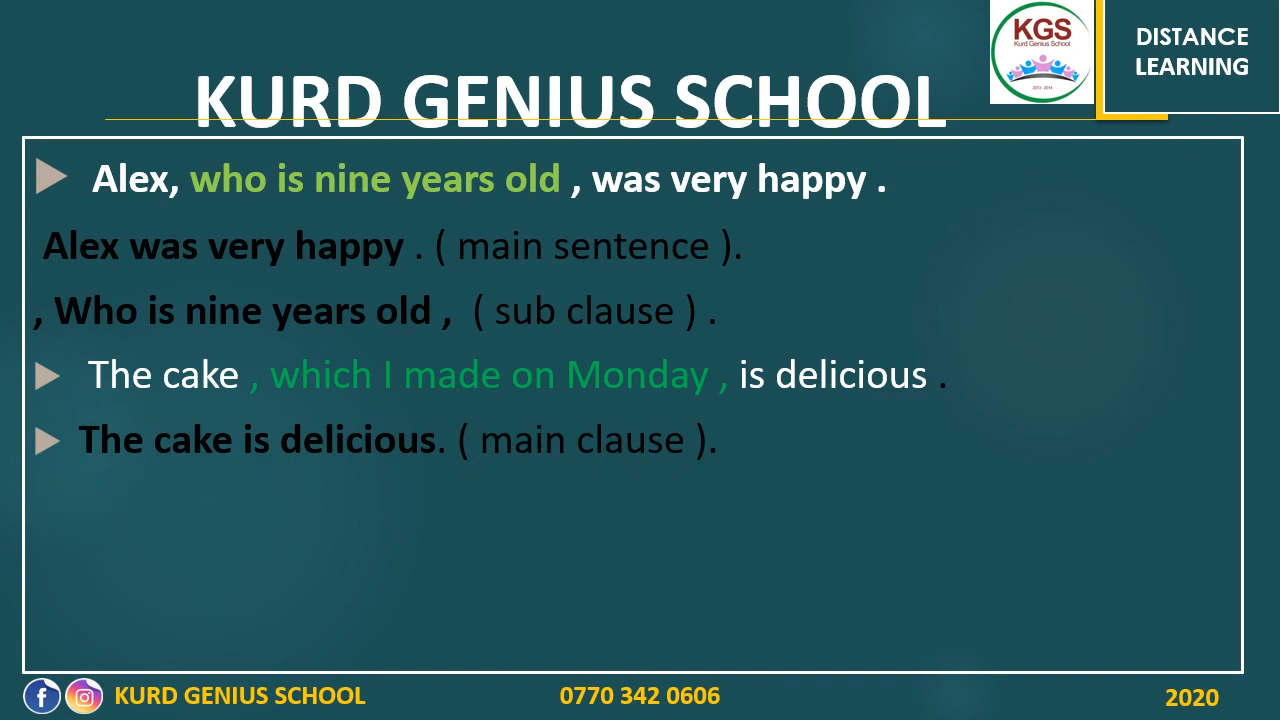 KGS
Kurd Genius School
2013 - 2014
DISTANCE
LEARNING
KURD GENIUS SCHOOL
Alex, who is nine years old , was very happy .
Alex was very happy . ( main sentence ).
, Who is nine years old , ( sub clause ) .
The cake , which I made on Monday , is delicious .
The cake is delicious. ( main clause ).
KURD GENIUS SCHOOL
0770 342 0606
2020